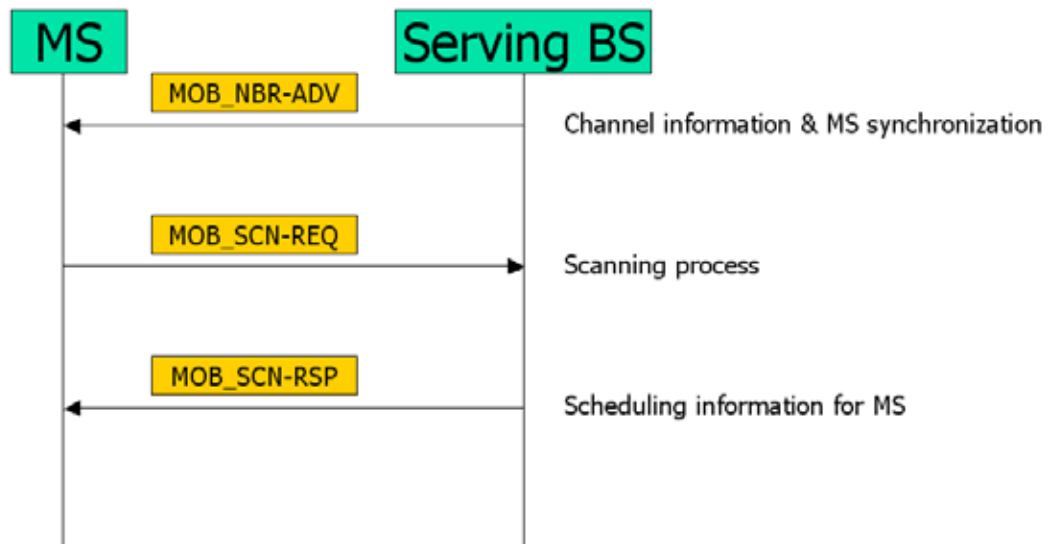 MS
Serving BS
MOB_NBR-ADV
Channel information & MS synchronization
MOB_SCN-REQ
Scanning process
MOB_SCN-RSP
Scheduling information for MS